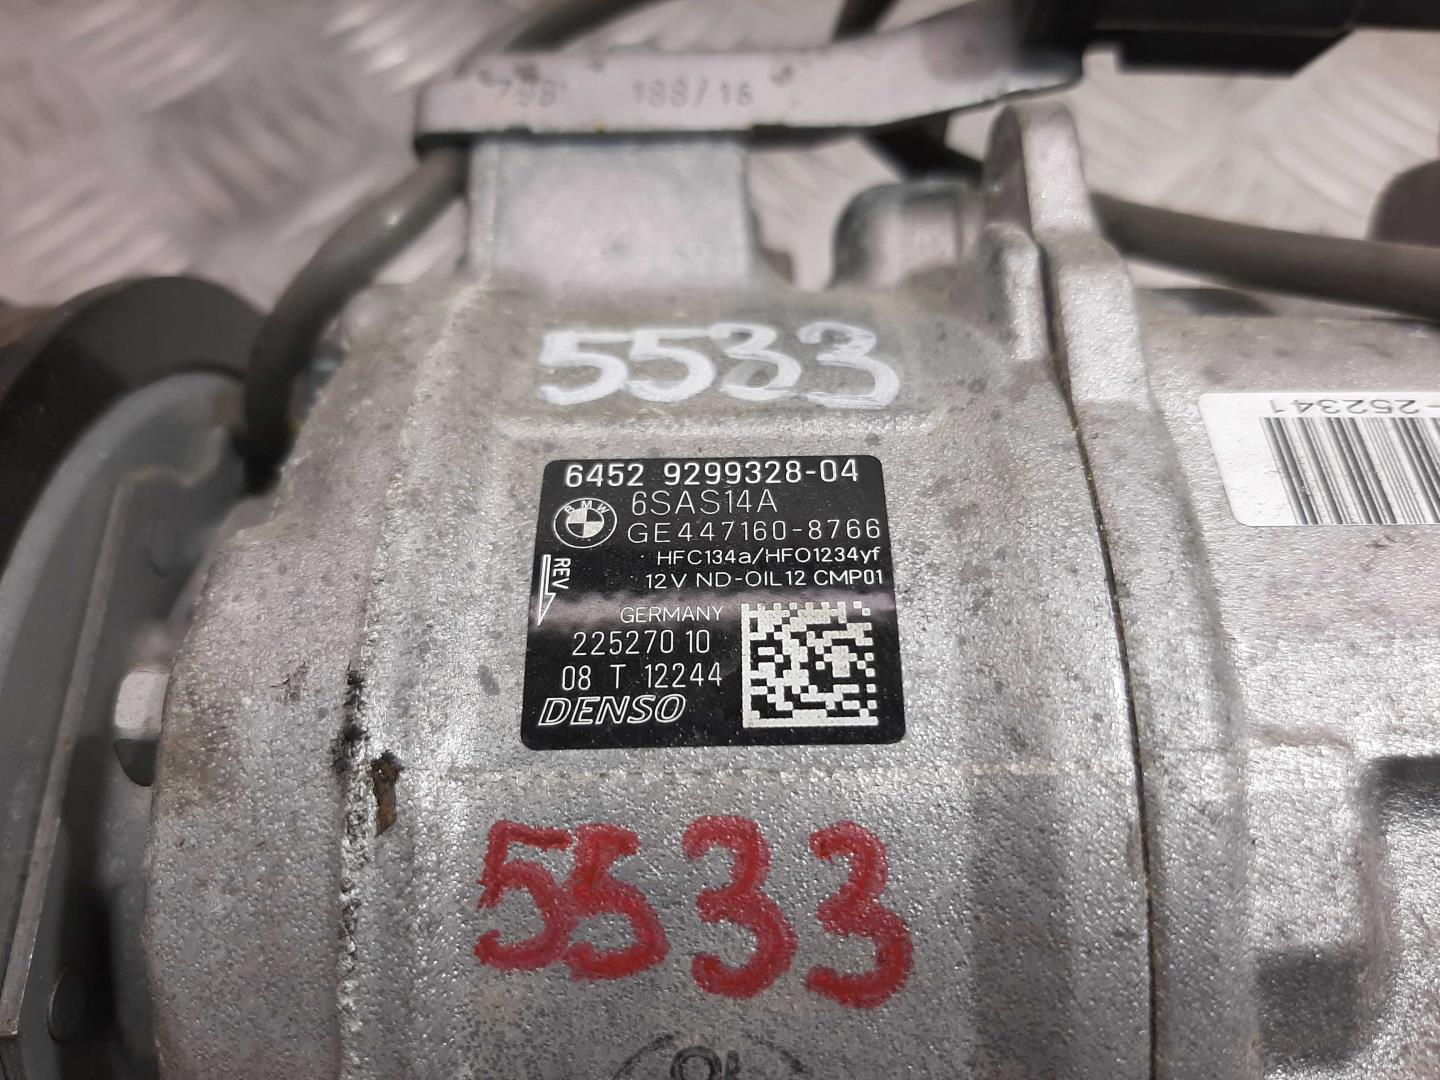 798
188/16
5533
6452 9299328-04
BMW
6SAS14A
GE447160-8766
HFC134a/HFO1234yf
12V ND-OIL12 CMP01
REV
GERMANY
22527010
08 T 12244
DENSO
-252341
5533